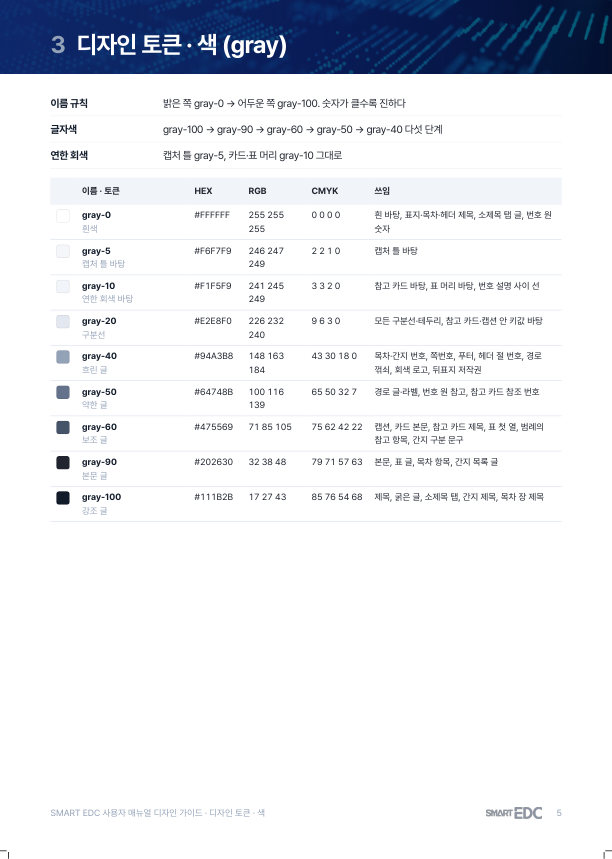 3 디자인 토큰 · 색 (gray)
이름 규칙 밝은 쪽 gray-0 → 어두운 쪽 gray-100. 숫자가 클수록 진하다
글자색 gray-100 → gray-90 → gray-60 → gray-50 → gray-40 다섯 단계
연한 회색 캡처 틀 gray-5, 카드·표 머리 gray-10 그대로
이름 · 토큰 HEX RGB CMYK 쓰임
gray-0 #FFFFFF 255 255 0 0 0 0 흰 바탕, 표지·목차·헤더 제목, 소제목 탭 글, 번호 원
흰색 255 숫자
gray-5 #F6F7F9 246 247 2 2 1 0 캡처 틀 바탕
캡처 틀 바탕 249
gray-10 #F1F5F9 241 245 3 3 2 0 참고 카드 바탕, 표 머리 바탕, 번호 설명 사이 선
연한 회색 바탕 249
gray-20 #E2E8F0 226 232 9 6 3 0 모든 구분선·테두리, 참고 카드·캡션 안 키값 바탕
구분선 240
gray-40 #94A3B8 148 163 43 30 18 0 목차·간지 번호, 쪽번호, 푸터, 헤더 절 번호, 경로
흐린 글 184 꺾쇠, 회색 로고, 뒤표지 저작권
gray-50 #64748B 100 116 65 50 32 7 경로 글·라벨, 번호 원 참고, 참고 카드 참조 번호
약한 글 139
gray-60 #475569 71 85 105 75 62 42 22 캡션, 카드 본문, 참고 카드 제목, 표 첫 열, 범례의
보조 글 참고 항목, 간지 구분 문구
gray-90 #202630 32 38 48 79 71 57 63 본문, 표 글, 목차 항목, 간지 목록 글
본문 글
gray-100 #111B2B 17 27 43 85 76 54 68 제목, 굵은 글, 소제목 탭, 간지 제목, 목차 장 제목
강조 글
SMART EDC 사용자 매뉴얼 디자인 가이드 · 디자인 토큰 · 색 SMART EDC 5